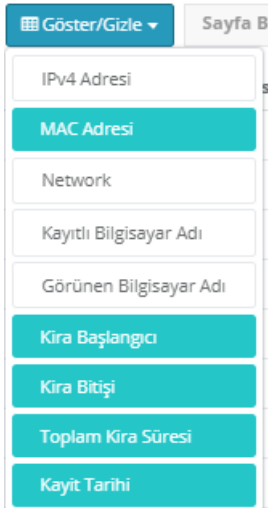 Göster/Gizle
Sayfa B
IPv4 Adresi
MAC Adresi
Network
Kayıtlı Bilgisayar Adı
Görünen Bilgisayar Adı
Kira Başlangıcı
Kira Bitişi
Toplam Kira Süresi
Kayit Tarihi